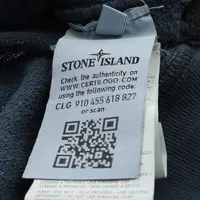 STONE ISLAND
Check the authenticity on
WWW.CERTILOGO.COM
using the following code:
CLG 910 455 618 827
or scan